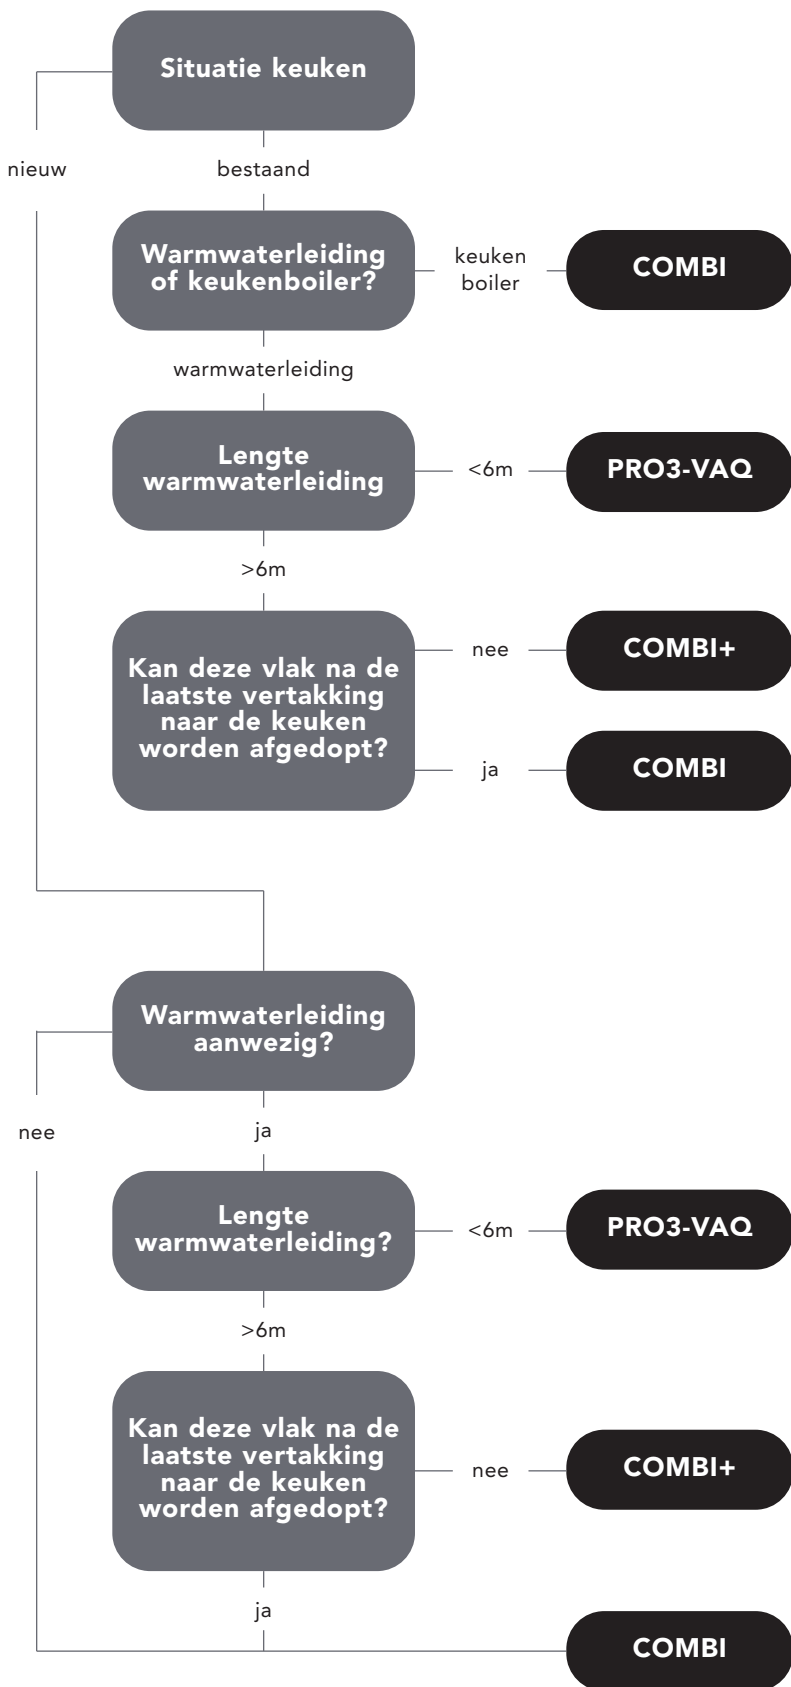 Situatie keuken
nieuw
bestaand
Warmwaterleiding
of keukenboiler?
keuken
boiler
COMBI
warmwaterleiding
Lengte
warmwaterleiding
<6m
PRO3-VAQ
>6m
Kan deze vlak na de
laatste vertakking
naar de keuken
worden afgedopt?
nee
COMBI+
ja
COMBI
Warmwaterleiding
aanwezig?
nee
ja
Lengte
warmwaterleiding?
<6m
PRO3-VAQ
>6m
Kan deze vlak na de
laatste vertakking
naar de keuken
worden afgedopt?
nee
COMBI+
ja
COMBI